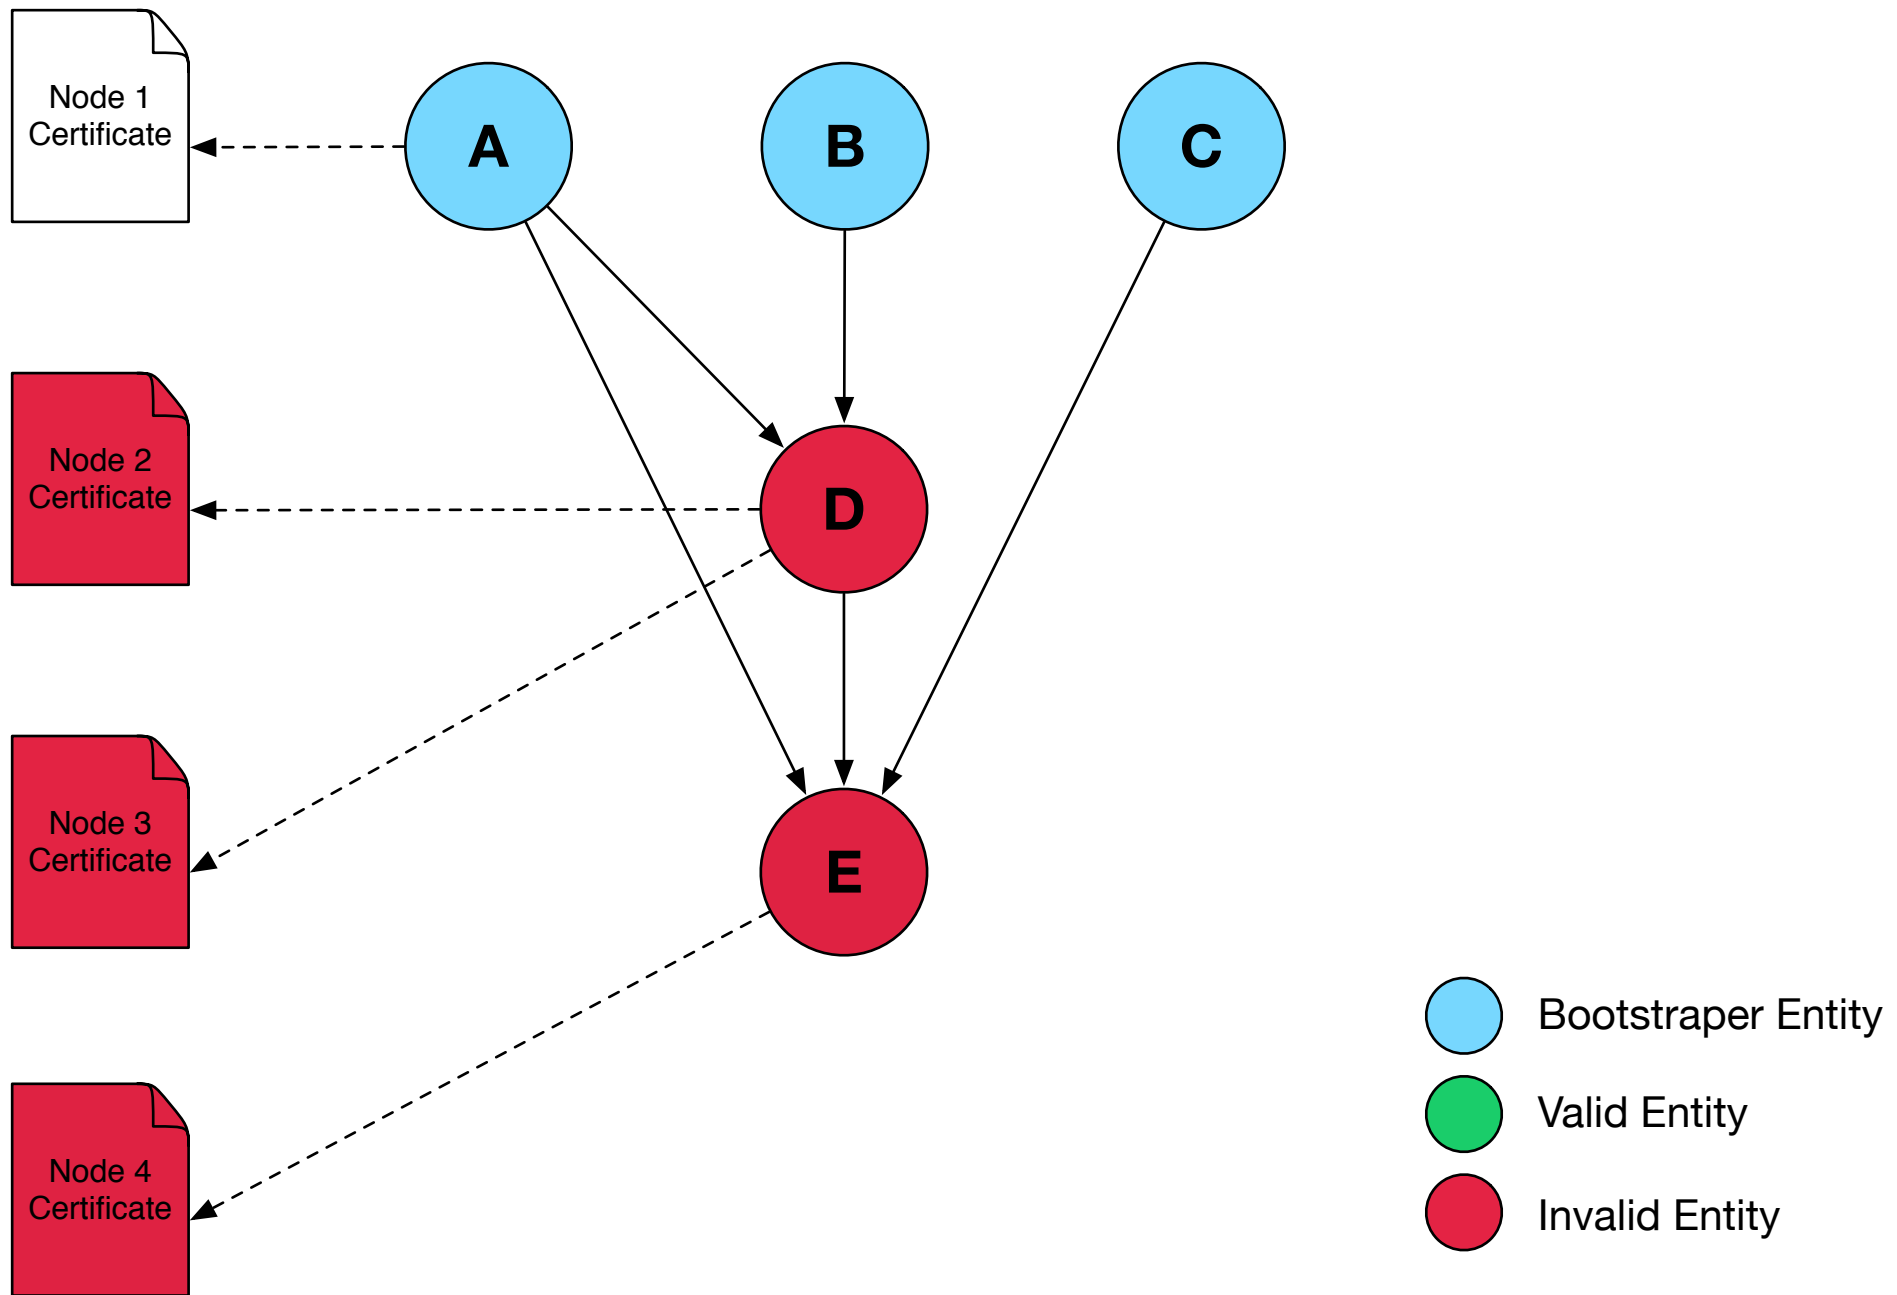 Node 1
Certificate
A
B
C
Node 2
Certificate
D
Node 3
Certificate
E
Node 4
Certificate
Bootstraper Entity
Valid Entity
Invalid Entity